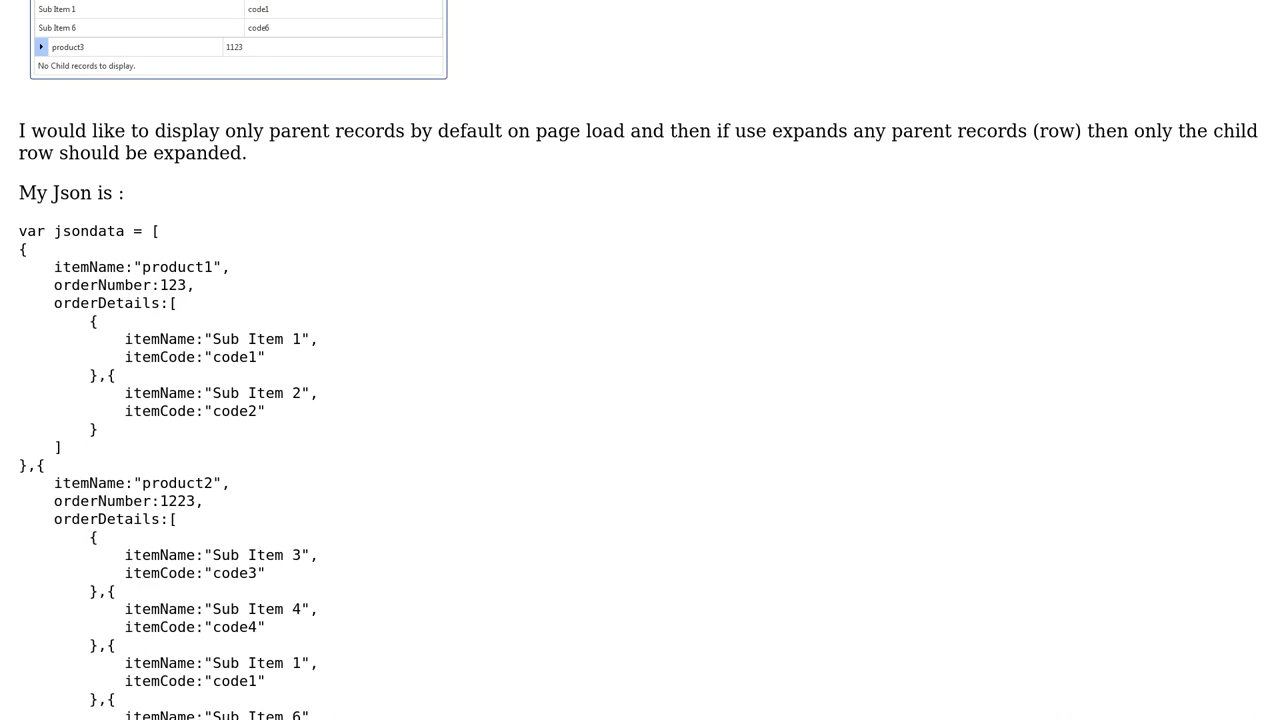 Sub Item 1 code1
Sub Item 6 code6
product3 1123
No Child records to display.
I would like to display only parent records by default on page load and then if use expands any parent records (row) then only the child
row should be expanded.
My Json is :
var jsondata = [
{
    itemName:"product1",
    orderNumber:123,
    orderDetails:[
        {
            itemName:"Sub Item 1",
            itemCode:"code1"
        },{
            itemName:"Sub Item 2",
            itemCode:"code2"
        }
    ]
},{
    itemName:"product2",
    orderNumber:1223,
    orderDetails:[
        {
            itemName:"Sub Item 3",
            itemCode:"code3"
        },{
            itemName:"Sub Item 4",
            itemCode:"code4"
        },{
            itemName:"Sub Item 1",
            itemCode:"code1"
        },{
            itemName:"Sub Item 6"